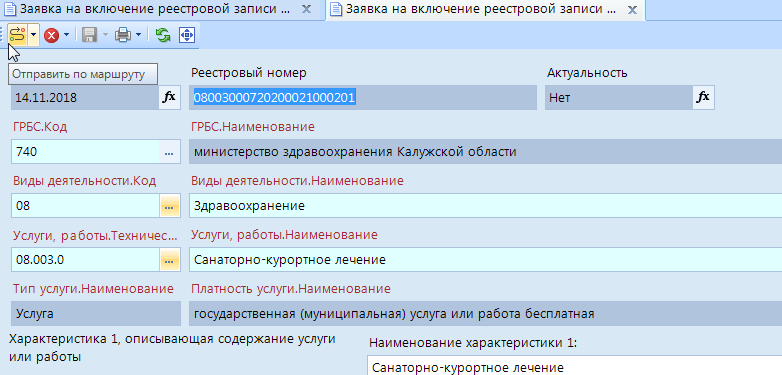 Заявка на включение реестровой записи ...
Заявка на включение реестровой записи ...
Отправить по маршруту
Реестровый номер
Актуальность
14.11.2018
fx
08003000720200021000201
Нет
fx
ГРБС.Код
ГРБС.Наименование
740
...
министерство здравоохранения Калужской области
Виды деятельности.Код
Виды деятельности.Наименование
08
...
Здравоохранение
Услуги, работы.Техничес...
Услуги, работы.Наименование
08.003.0
...
Санаторно-курортное лечение
Тип услуги.Наименование
Платность услуги.Наименование
Услуга
государственная (муниципальная) услуга или работа бесплатная
Характеристика 1, описывающая содержание услуги
или работы
Наименование характеристики 1:
Санаторно-курортное лечение